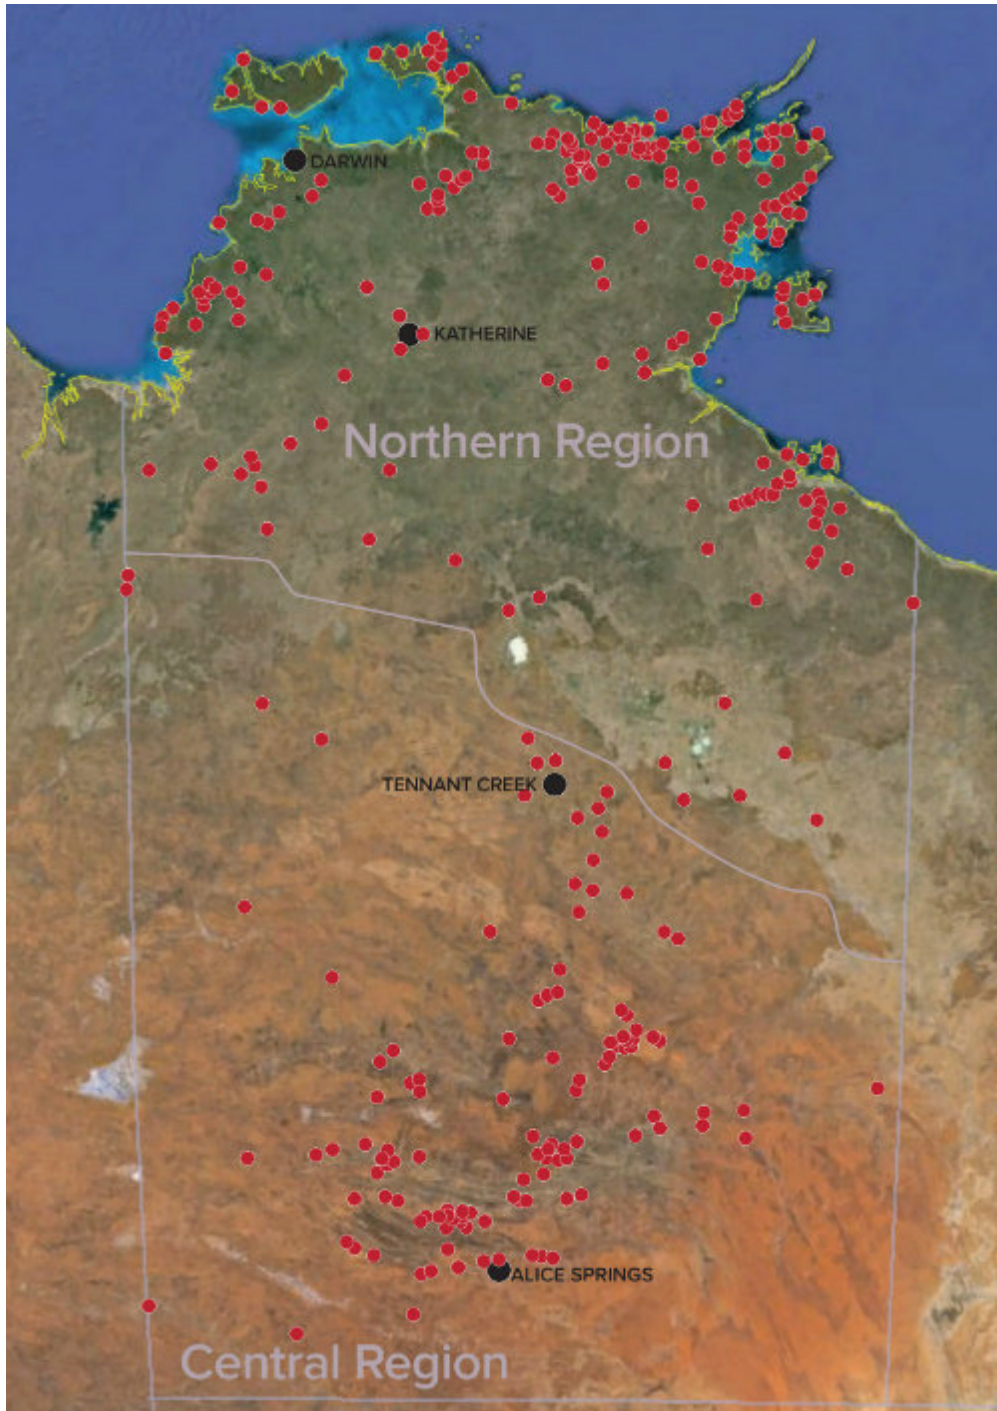 DARWIN
KATHERINE
Northern Region
TENNANT CREEK
ALICE SPRINGS
Central Region